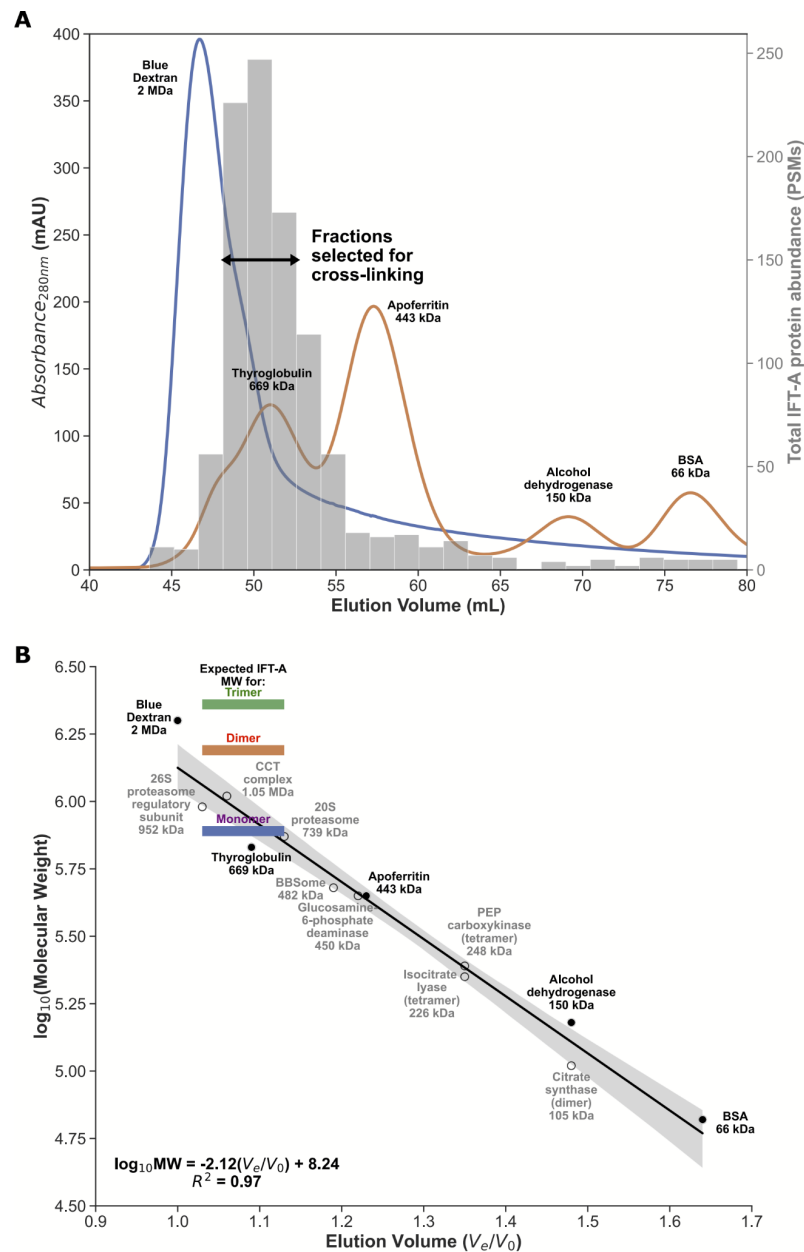 A
400
350
300
250
200
150
100
50
0
Absorbance280nm (mAU)
250
200
150
100
50
0
Total IFT-A protein abundance (PSMs)
Blue
Dextran
2 MDa
Fractions
selected for
cross-linking
Apoferritin
443 kDa
Thyroglobulin
669 kDa
Alcohol
dehydrogenase
150 kDa
BSA
66 kDa
40 45 50 55 60 65 70 75 80
Elution Volume (mL)
B
6.50
6.25
6.00
5.75
5.50
5.25
5.00
4.75
4.50
log10(Molecular Weight)
Expected IFT-A
MW for:
Trimer
Blue
Dextran
2 MDa
Dimer
CCT
complex
1.05 MDa
26S
proteasome
regulatory
subunit
952 kDa
20S
proteasome
739 kDa
Monomer
Thyroglobulin
669 kDa
BBSome
482 kDa
Apoferritin
443 kDa
Glucosamine-
6-phosphate
deaminase
450 kDa
PEP
carboxykinase
(tetramer)
248 kDa
Isocitrate
lyase
(tetramer)
226 kDa
Alcohol
dehydrogenase
150 kDa
Citrate
synthase
(dimer)
105 kDa
BSA
66 kDa
log10MW = -2.12(Ve/V0) + 8.24
R2 = 0.97
0.9 1.0 1.1 1.2 1.3 1.4 1.5 1.6 1.7
Elution Volume (Ve/V0)